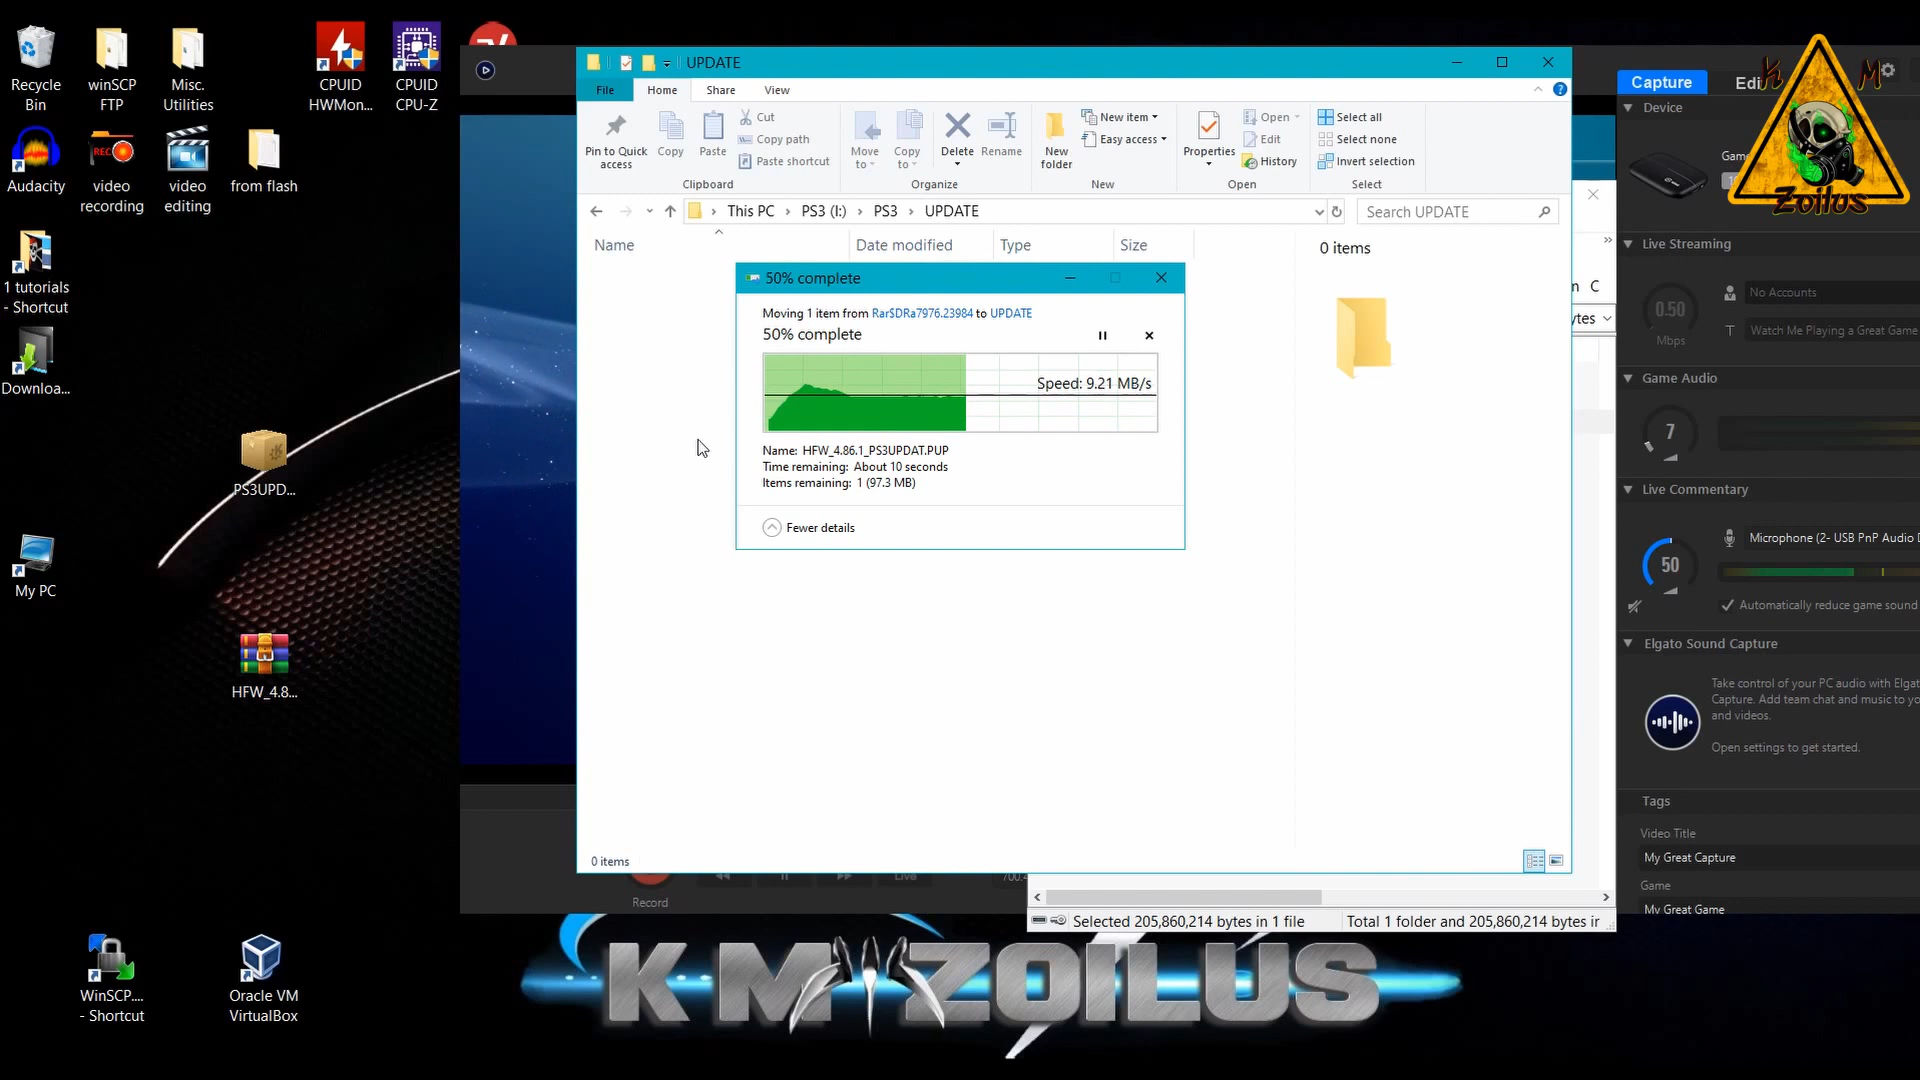 Recycle
Bin
winSCP
FTP
Misc.
Utilities
CPUID
HWMon...
CPUID
CPU-Z
Audacity
video
recording
video
editing
from flash
1 tutorials
- Shortcut
Downloa...
PS3UPD...
My PC
HFW_4.8...
WinSCP....
- Shortcut
Oracle VM
VirtualBox
UPDATE
File
Home
Share
View
Pin to Quick
access
Copy
Paste
Cut
Copy path
Paste shortcut
Clipboard
Move
to
Copy
to
Delete
Rename
Organize
New
folder
New item
Easy access
New
Properties
Open
Edit
History
Open
Select all
Select none
Invert selection
Select
This PC > PS3 (I:) > PS3 > UPDATE
Search UPDATE
Name
Date modified
Type
Size
0 items
50% complete
Moving 1 item from Rar$DRa7976.23984 to UPDATE
50% complete
Speed: 9.21 MB/s
Name: HFW_4.86.1_PS3UPDAT.PUP
Time remaining: About 10 seconds
Items remaining: 1 (97.3 MB)
Fewer details
0 items
Record
Live
Selected 205,860,214 bytes in 1 file
Total 1 folder and 205,860,214 bytes ir
n C
ytes
Capture
Edi
K M
Zoilus
Device
Game
Live Streaming
0.50
Mbps
No Accounts
Watch Me Playing a Great Game
Game Audio
7
Live Commentary
50
Microphone (2- USB PnP Audio D
Automatically reduce game sound
Elgato Sound Capture
Take control of your PC audio with Elgat
Capture. Add team chat and music to yo
and videos.
Open settings to get started.
Tags
Video Title
My Great Capture
Game
My Great Game
KM ZOILUS